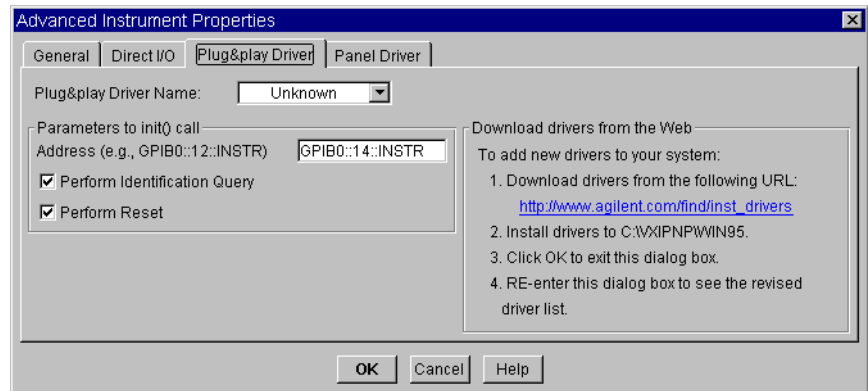 Advanced Instrument Properties
General Direct I/O Plug&play Driver Panel Driver
Plug&play Driver Name: Unknown
Parameters to init() call
Address (e.g., GPIB0::12::INSTR) GPIB0::14::INSTR
Perform Identification Query
Perform Reset
Download drivers from the Web
To add new drivers to your system:
1. Download drivers from the following URL:
http://www.agilent.com/find/inst_drivers
2. Install drivers to C:\VXIPNP\WIN95.
3. Click OK to exit this dialog box.
4. RE-enter this dialog box to see the revised
driver list.
OK Cancel Help